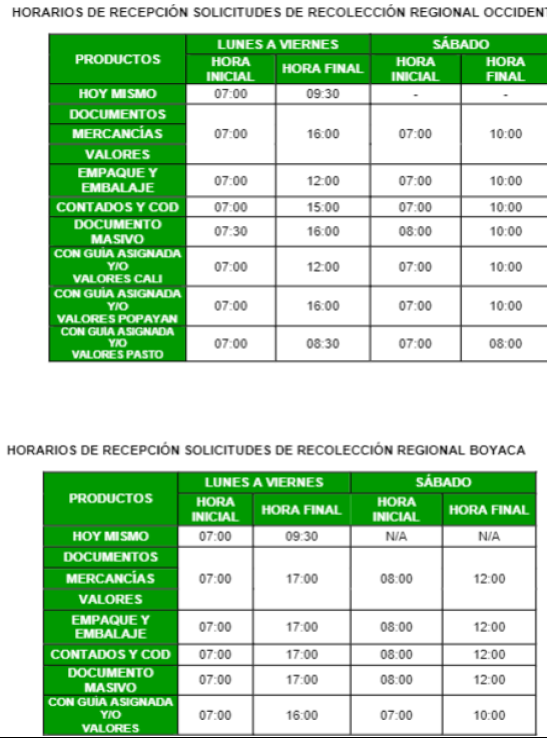 HORARIOS DE RECEPCIÓN SOLICITUDES DE RECOLECCIÓN REGIONAL OCCIDENT
PRODUCTOS LUNES A VIERNES SÁBADO
HORA INICIAL HORA FINAL HORA INICIAL HORA FINAL
HOY MISMO 07:00 09:30 - -
DOCUMENTOS
MERCANCÍAS 07:00 16:00 07:00 10:00
VALORES
EMPAQUE Y EMBALAJE 07:00 12:00 07:00 10:00
CONTADOS Y COD 07:00 15:00 07:00 10:00
DOCUMENTO MASIVO 07:30 16:00 08:00 10:00
CON GUÍA ASIGNADA Y/O VALORES CALI 07:00 12:00 07:00 10:00
CON GUÍA ASIGNADA Y/O VALORES POPAYAN 07:00 16:00 07:00 10:00
CON GUÍA ASIGNADA Y/O VALORES PASTO 07:00 08:30 07:00 08:00
HORARIOS DE RECEPCIÓN SOLICITUDES DE RECOLECCIÓN REGIONAL BOYACA
PRODUCTOS LUNES A VIERNES SÁBADO
HORA INICIAL HORA FINAL HORA INICIAL HORA FINAL
HOY MISMO 07:00 09:30 N/A N/A
DOCUMENTOS
MERCANCÍAS 07:00 17:00 08:00 12:00
VALORES
EMPAQUE Y EMBALAJE 07:00 17:00 08:00 12:00
CONTADOS Y COD 07:00 17:00 08:00 12:00
DOCUMENTO MASIVO 07:00 17:00 08:00 12:00
CON GUÍA ASIGNADA Y/O VALORES 07:00 16:00 07:00 10:00